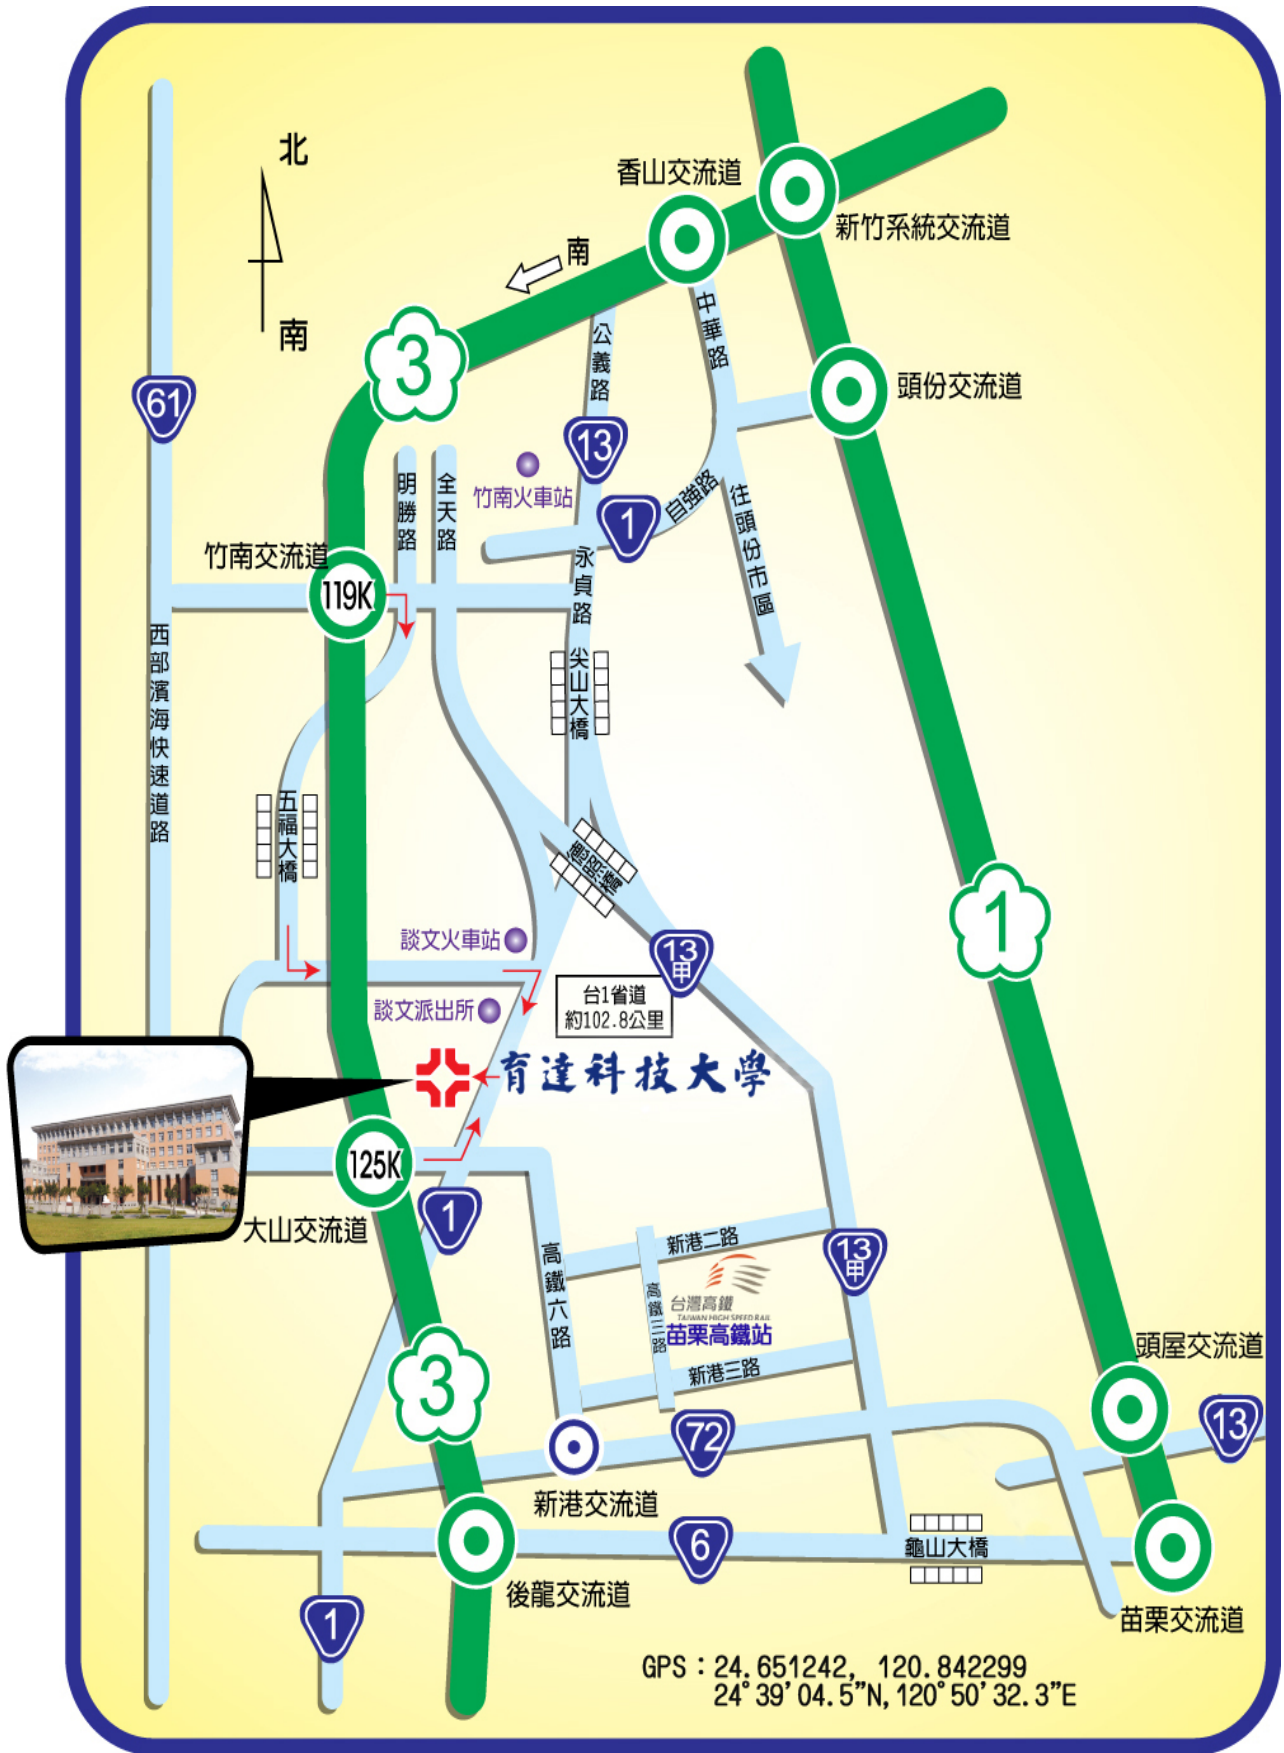 北
南
香山交流道
新竹系統交流道
南
3
中華路
公義路
頭份交流道
61
13
明勝路
全天路
竹南火車站
1
自強路
往頭份市區
竹南交流道
119K
永貞路
西部濱海快速道路
尖山大橋
五福大橋
德照橋
1
談文火車站
13
甲
台1省道
約102.8公里
談文派出所
育達科技大學
125K
大山交流道
1
高鐵六路
新港二路
高鐵三路
台灣高鐵
TAIWAN HIGH SPEED RAIL
苗栗高鐵站
13
甲
新港三路
3
頭屋交流道
72
13
新港交流道
6
龜山大橋
後龍交流道
1
苗栗交流道
GPS：24.651242, 120.842299
24°39'04.5"N,120°50'32.3"E